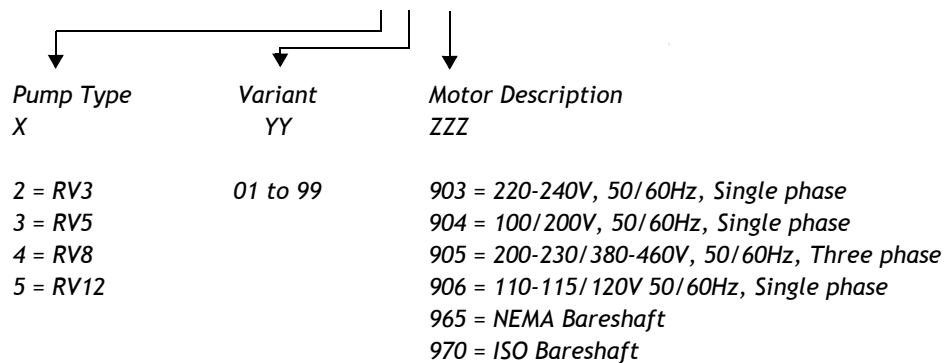 Pump Type Variant Motor Description
X YY ZZZ
2 = RV3 01 to 99 903 = 220-240V, 50/60Hz, Single phase
3 = RV5 904 = 100/200V, 50/60Hz, Single phase
4 = RV8 905 = 200-230/380-460V, 50/60Hz, Three phase
5 = RV12 906 = 110-115/120V 50/60Hz, Single phase
965 = NEMA Bareshaft
970 = ISO Bareshaft